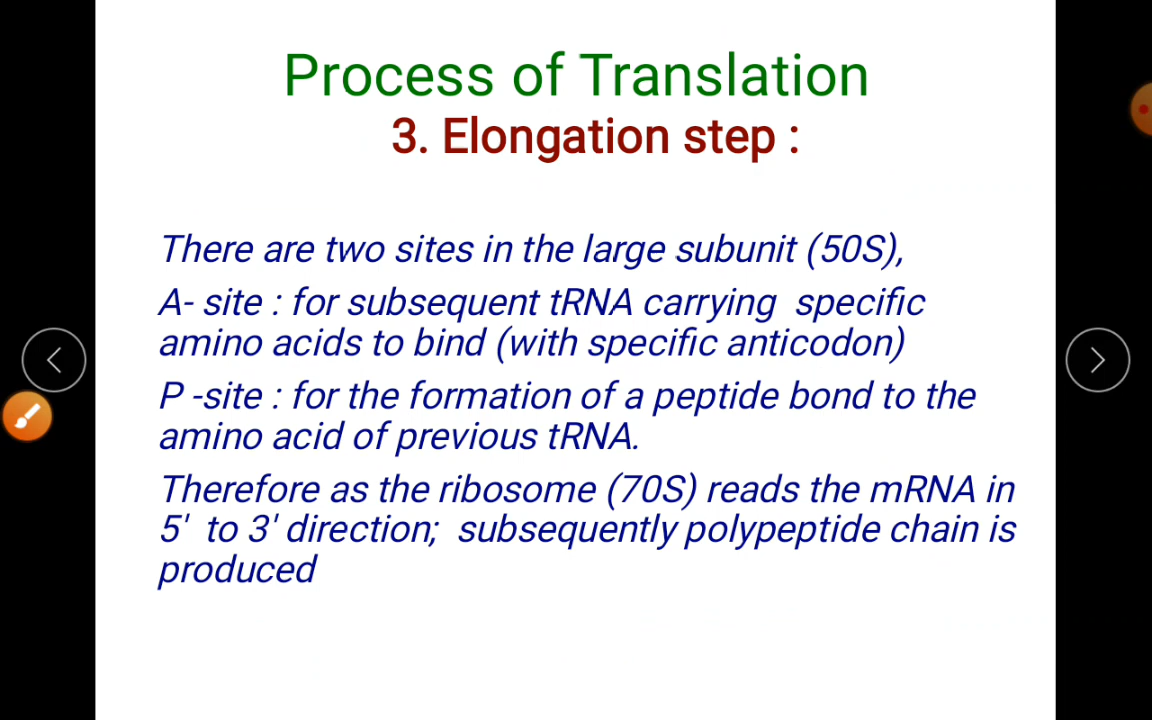 Process of Translation
3. Elongation step :
There are two sites in the large subunit (50S),
A- site : for subsequent tRNA carrying  specific
amino acids to bind (with specific anticodon)
P -site : for the formation of a peptide bond to the
amino acid of previous tRNA.
Therefore as the ribosome (70S) reads the mRNA in
5'  to 3' direction;  subsequently polypeptide chain is
produced